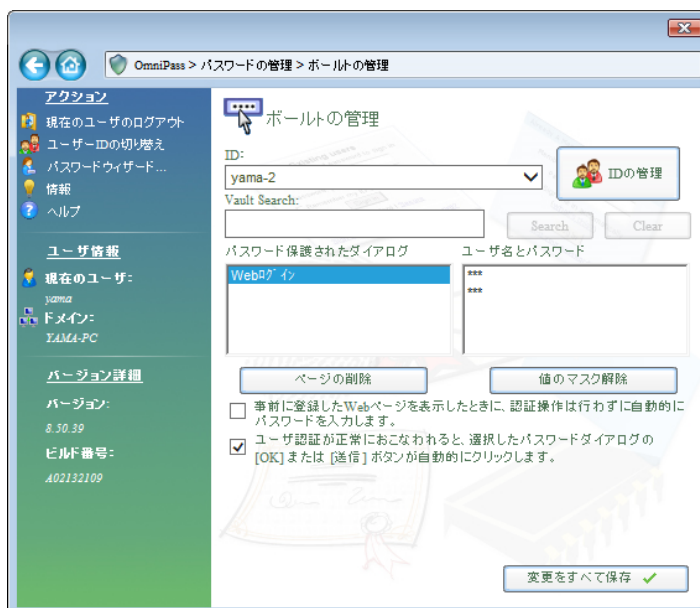 OmniPass > パスワードの管理 > ボールトの管理
アクション
現在のユーザのログアウト
ユーザーIDの切り替え
パスワードウィザード...
情報
ヘルプ
ユーザ情報
現在のユーザ:
yama
ドメイン:
YAMA-PC
バージョン詳細
バージョン:
8.50.39
ビルド番号:
A02132109
ボールトの管理
ID:
yama-2
IDの管理
Vault Search:
Search
Clear
パスワード保護されたダイアログ
ユーザ名とパスワード
Webログイン
***
***
ページの削除
値のマスク解除
事前に登録したWebページを表示したときに、認証操作は行わずに自動的に
パスワードを入力します。
ユーザ認証が正常におこなわれると、選択したパスワードダイアログの
[OK] または [送信] ボタンが自動的にクリックします。
変更をすべて保存